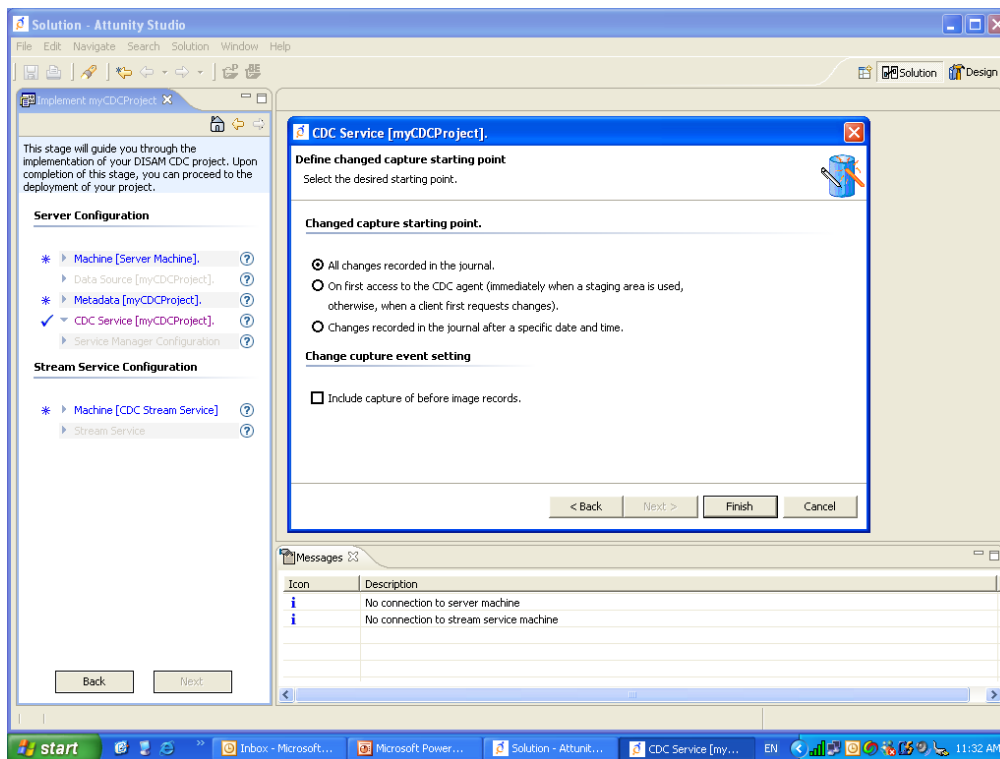 Solution - Attunity Studio
File Edit Navigate Search Solution Window Help
Solution Design
Implement myCDCProject
This stage will guide you through the
implementation of your DISAM CDC project. Upon
completion of this stage, you can proceed to the
deployment of your project.
Server Configuration
Machine [Server Machine].
Data Source [myCDCProject].
Metadata [myCDCProject].
CDC Service [myCDCProject].
Service Manager Configuration
Stream Service Configuration
Machine [CDC Stream Service]
Stream Service
Back Next
CDC Service [myCDCProject].
Define changed capture starting point
Select the desired starting point.
Changed capture starting point.
All changes recorded in the journal.
On first access to the CDC agent (immediately when a staging area is used,
otherwise, when a client first requests changes).
Changes recorded in the journal after a specific date and time.
Change cupture event setting
Include capture of before image records.
< Back Next > Finish Cancel
Messages
Icon Description
No connection to server machine
No connection to stream service machine
start Inbox - Microsoft... Microsoft Power... Solution - Attunit... CDC Service [my... EN 11:32 AM